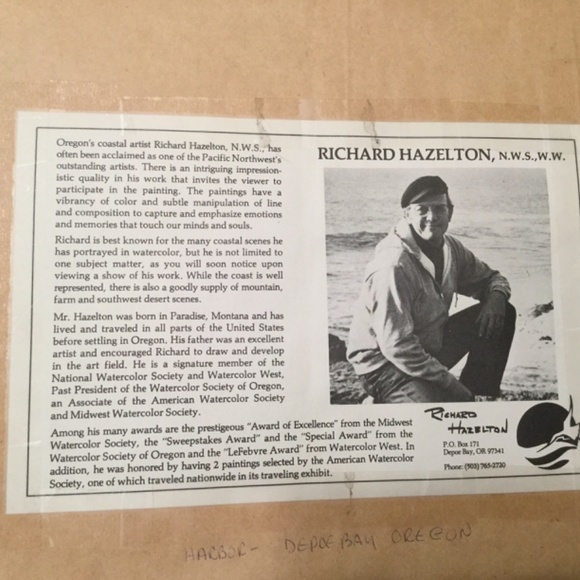 Oregon's coastal artist Richard Hazelton, N.W.S., has
often been acclaimed as one of the Pacific Northwest's
outstanding artists. There is an intriguing impression-
istic quality in his work that invites the viewer to
participate in the painting. The paintings have a
vibrancy of color and subtle manipulation of line
and composition to capture and emphasize emotions
and memories that touch our minds and souls.
Richard is best known for the many coastal scenes he
has portrayed in watercolor, but he is not limited to
one subject matter, as you will soon notice upon
viewing a show of his work. While the coast is well
represented, there is also a goodly supply of mountain,
farm and southwest desert scenes.
Mr. Hazelton was born in Paradise, Montana and has
lived and traveled in all parts of the United States
before settling in Oregon. His father was an excellent
artist and encouraged Richard to draw and develop
in the art field. He is a signature member of the
National Watercolor Society and Watercolor West,
Past President of the Watercolor Society of Oregon,
an Associate of the American Watercolor Society
and Midwest Watercolor Society.
Among his many awards are the prestigeous "Award of Excellence" from the Midwest
Watercolor Society, the "Sweepstakes Award" and the "Special Award" from the
Watercolor Society of Oregon and the "LeFebvre Award" from Watercolor West. In
addition, he was honored by having 2 paintings selected by the American Watercolor
Society, one of which traveled nationwide in its traveling exhibit.
RICHARD HAZELTON, N.W.S.,W.W.
RICHARD
HAZELTON
P.O. Box 171
Depoe Bay, OR 97341
Phone: (503) 765-2720
HARBOR - DEPOE BAY OREGON